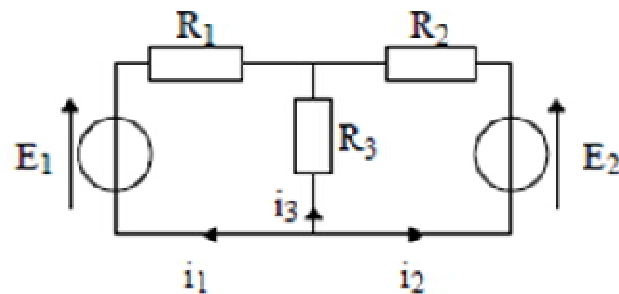 R₁ R₂
E₁ R₃ E₂
i₃
i₁ i₂